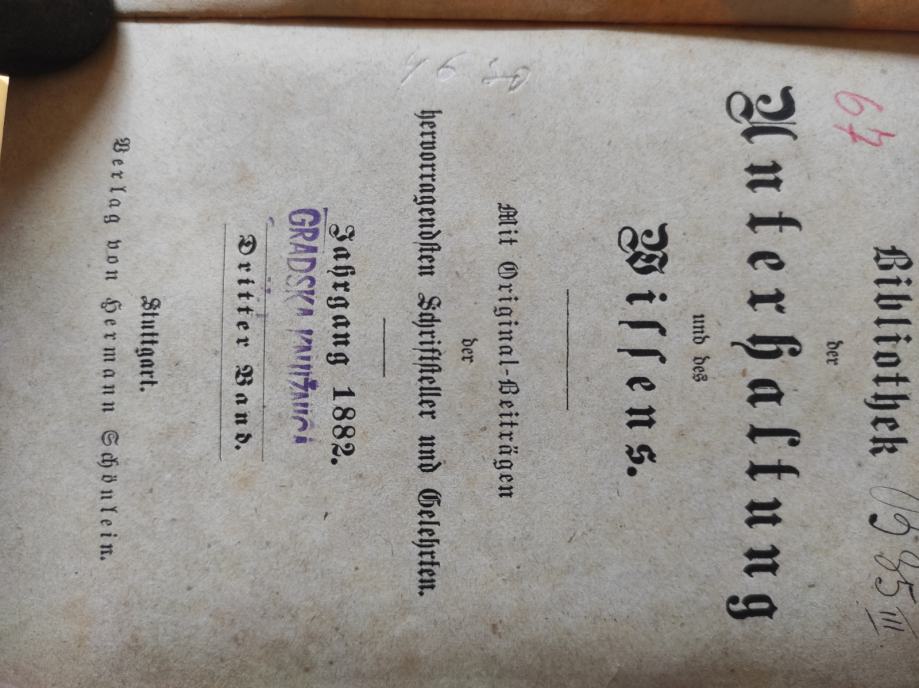 Bibliothek
der
Unterhaltung
und des
Wissens.
Mit Original-Beiträgen
der
hervorragendsten Schriftsteller und Gelehrten.
Jahrgang 1882.
GRADSKA
Dritter Band.
Stuttgart.
Verlag von Hermann Schönlein.